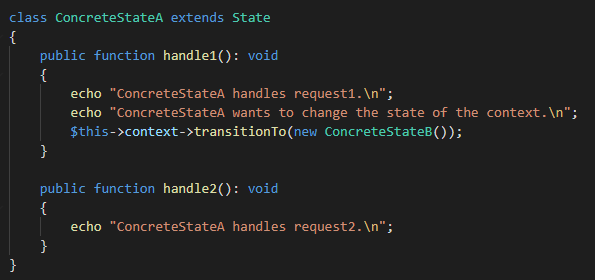 class ConcreteStateA extends State
{
    public function handle1(): void
    {
        echo "ConcreteStateA handles request1.\n";
        echo "ConcreteStateA wants to change the state of the context.\n";
        $this->context->transitionTo(new ConcreteStateB());
    }

    public function handle2(): void
    {
        echo "ConcreteStateA handles request2.\n";
    }
}